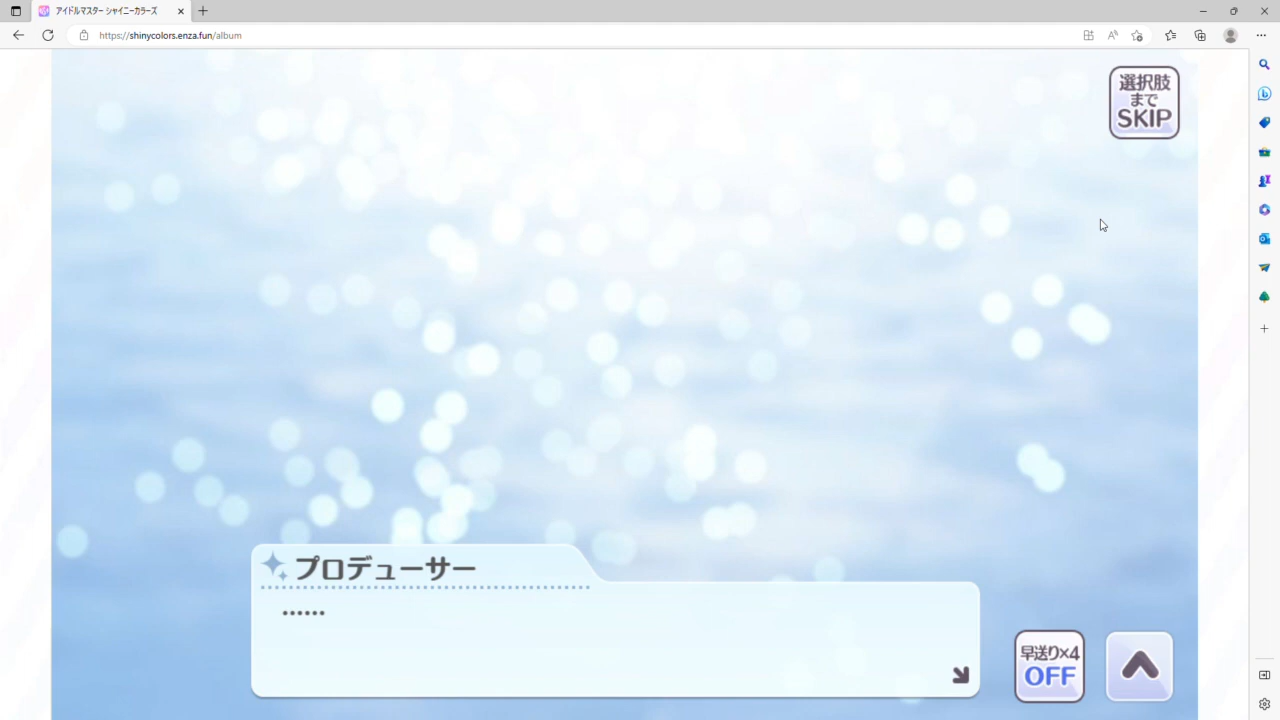 アイドルマスター シャイニーカラーズ
https://shinycolors.enza.fun/album
選択肢
まで
SKIP
プロデューサー
••••••
早送り×4
OFF